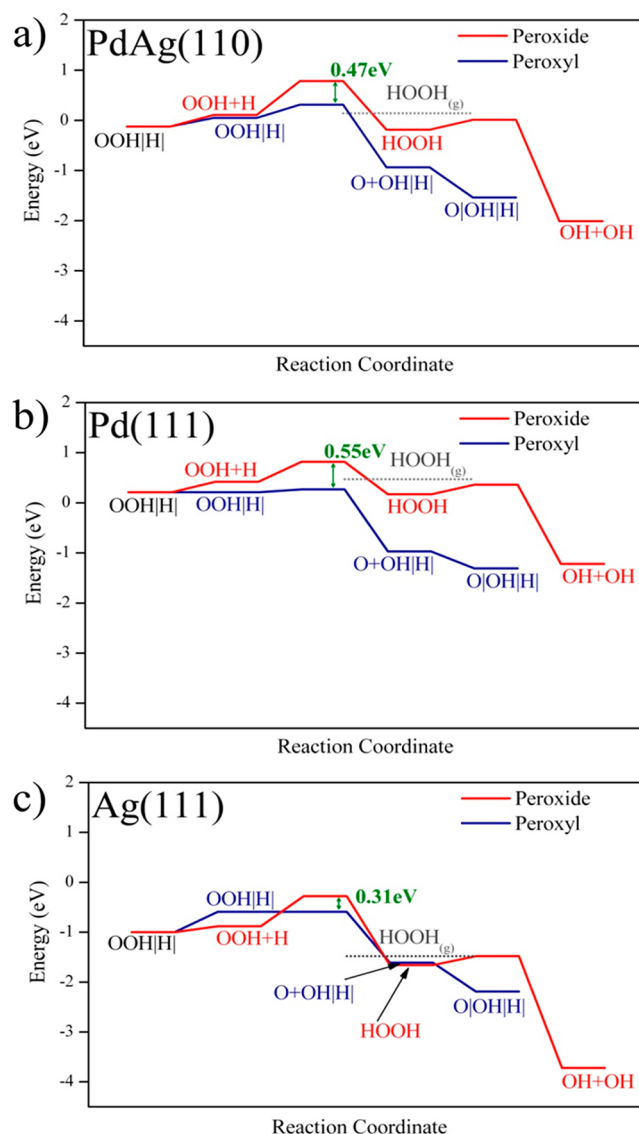 a) PdAg(110)
Peroxide
Peroxyl
2
1
0
-1
-2
-3
-4
Energy (eV)
0.47eV
HOOH(g)
OOH+H
OOH|H|
OOH|H|
HOOH
O+OH|H|
O|OH|H|
OH+OH
Reaction Coordinate
b) Pd(111)
Peroxide
Peroxyl
2
1
0
-1
-2
-3
-4
Energy (eV)
0.55eV
HOOH(g)
OOH+H
OOH|H|
OOH|H|
HOOH
O+OH|H|
O|OH|H|
OH+OH
Reaction Coordinate
c) Ag(111)
Peroxide
Peroxyl
2
1
0
-1
-2
-3
-4
Energy (eV)
OOH|H|
0.31eV
OOH|H|
OOH+H
HOOH(g)
O+OH|H|
O|OH|H|
HOOH
OH+OH
Reaction Coordinate